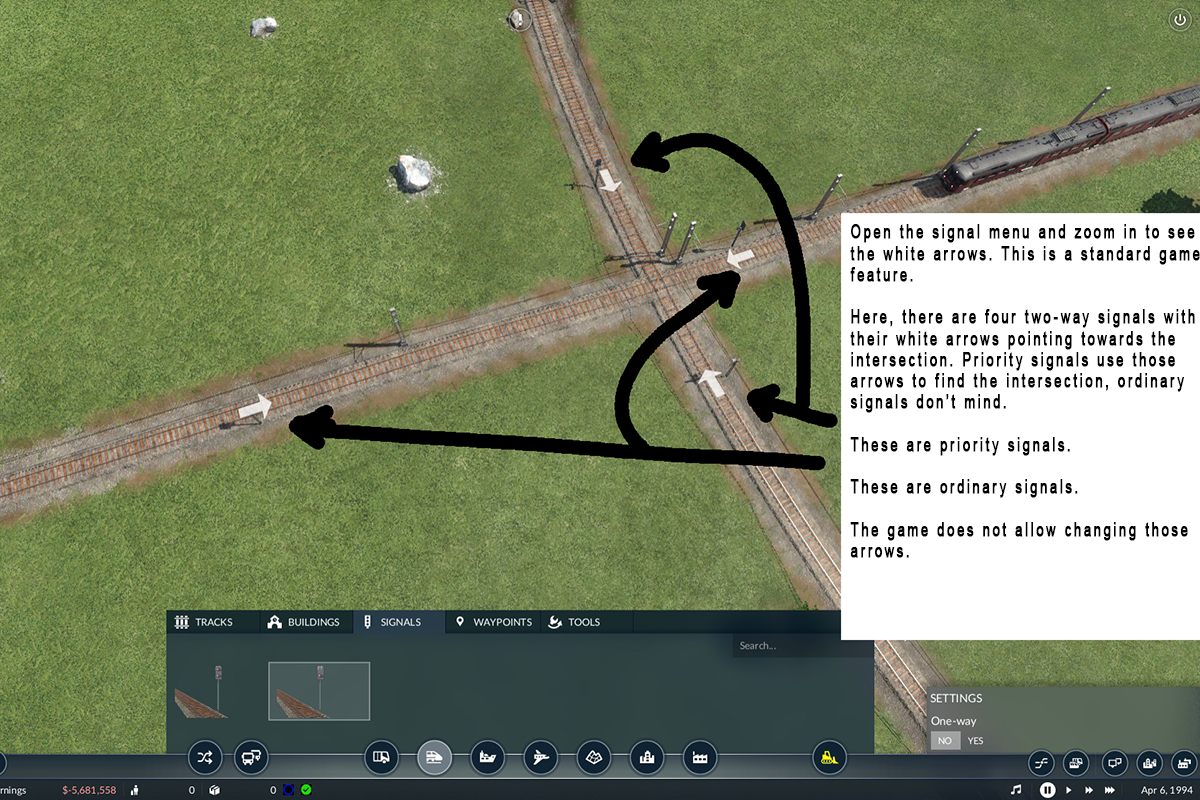 Open the signal menu and zoom in to see
the white arrows. This is a standard game
feature.
Here, there are four two-way signals with
their white arrows pointing towards the
intersection. Priority signals use those
arrows to find the intersection, ordinary
signals don't mind.
These are priority signals.
These are ordinary signals.
The game does not allow changing those
arrows.
TRACKS BUILDINGS SIGNALS WAYPOINTS TOOLS
Search...
SETTINGS
One-way
NO YES
rnings $-5,681,558 0 0 Apr 6, 1994